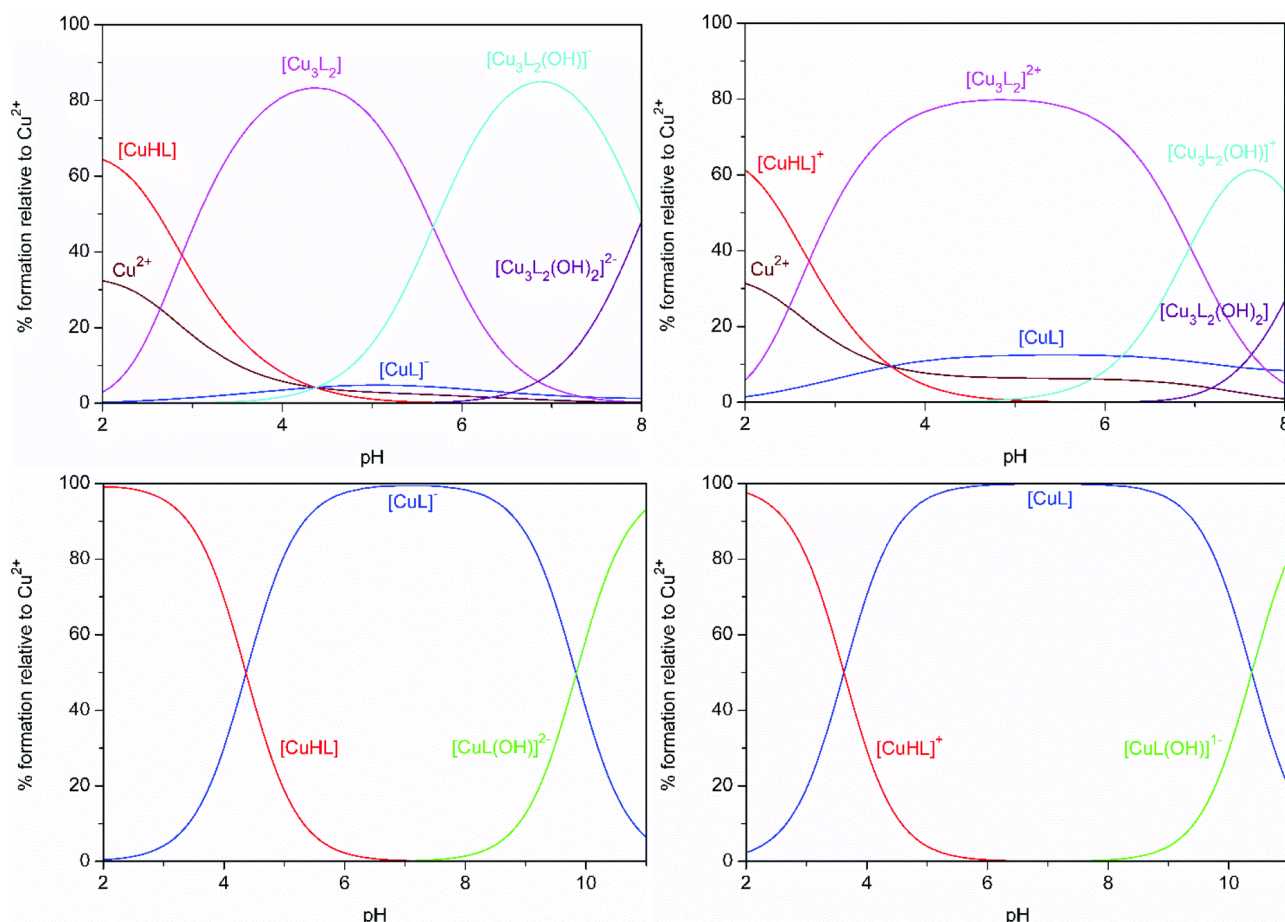 % formation relative to Cu²⁺
100
80
60
40
20
0
[Cu₃L₂]
[Cu₃L₂(OH)]⁻
[CuHL]
Cu²⁺
[Cu₃L₂(OH)₂]²⁻
[CuL]⁻
2
4
6
8
pH
% formation relative to Cu²⁺
100
80
60
40
20
0
[Cu₃L₂]²⁺
[CuHL]⁺
[Cu₃L₂(OH)]⁺
Cu²⁺
[Cu₃L₂(OH)₂]
[CuL]
2
4
6
8
pH
% formation relative to Cu²⁺
100
80
60
40
20
0
[CuL]⁻
[CuHL]
[CuL(OH)]²⁻
2
4
6
8
10
pH
% formation relative to Cu²⁺
100
80
60
40
20
0
[CuL]
[CuHL]⁺
[CuL(OH)]¹⁻
2
4
6
8
10
pH